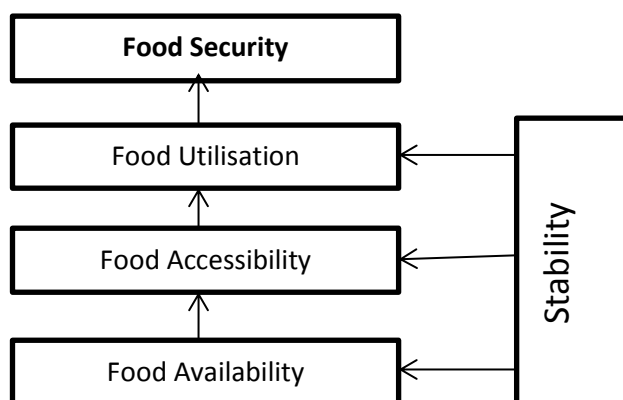 Food Security
Food Utilisation
Food Accessibility
Food Availability
Stability